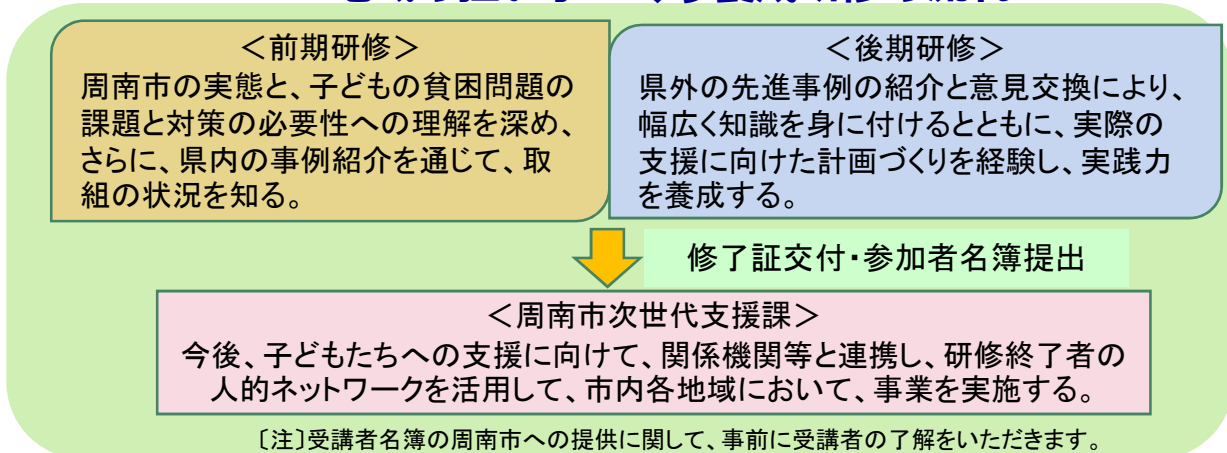 <前期研修>
周南市の実態と、子どもの貧困問題の
課題と対策の必要性への理解を深め、
さらに、県内の事例紹介を通じて、取
組の状況を知る。
<後期研修>
県外の先進事例の紹介と意見交換により、
幅広く知識を身に付けるとともに、実際の
支援に向けた計画づくりを経験し、実践力
を養成する。
修了証交付・参加者名簿提出
<周南市次世代支援課>
今後、子どもたちへの支援に向けて、関係機関等と連携し、研修終了者の
人的ネットワークを活用して、市内各地域において、事業を実施する。
〔注〕受講者名簿の周南市への提供に関して、事前に受講者の了解をいただきます。